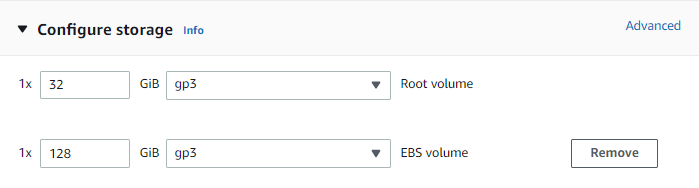 Configure storage Info Advanced
1x 32 GiB gp3 Root volume
1x 128 GiB gp3 EBS volume Remove